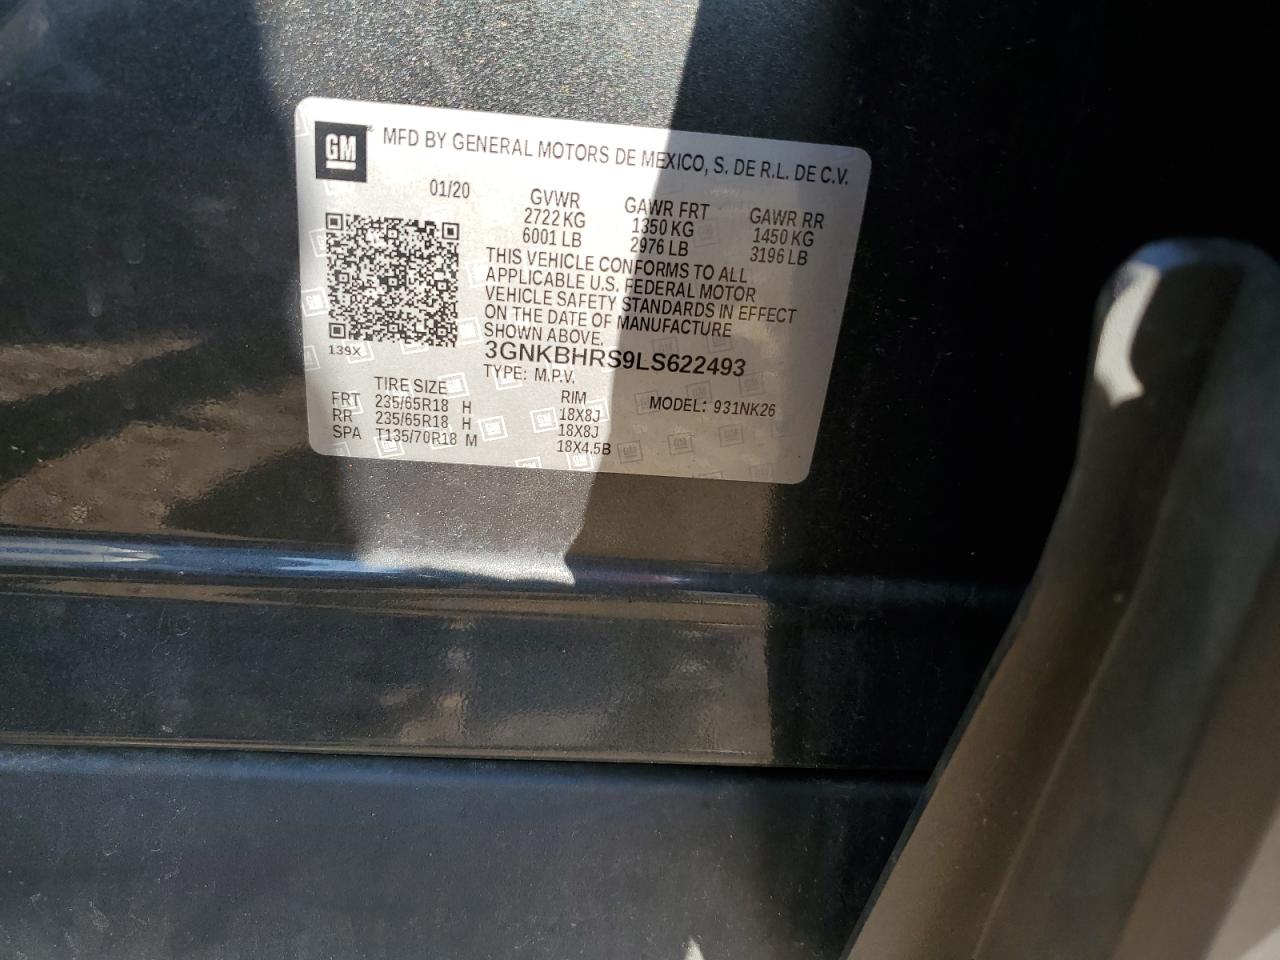 GM
MFD BY GENERAL MOTORS DE MEXICO, S. DE R.L. DE C.V.
01/20
GVWR GAWR FRT GAWR RR
2722 KG 1350 KG 1450 KG
6001 LB 2976 LB 3196 LB
THIS VEHICLE CONFORMS TO ALL
APPLICABLE U.S. FEDERAL MOTOR
VEHICLE SAFETY STANDARDS IN EFFECT
ON THE DATE OF MANUFACTURE
SHOWN ABOVE.
139X
3GNKBHRS9LS622493
TYPE: M.P.V.
TIRE SIZE RIM
FRT 235/65R18 H 18X8J
RR 235/65R18 H 18X8J
SPA T135/70R18 M 18X4.5B
MODEL: 931NK26